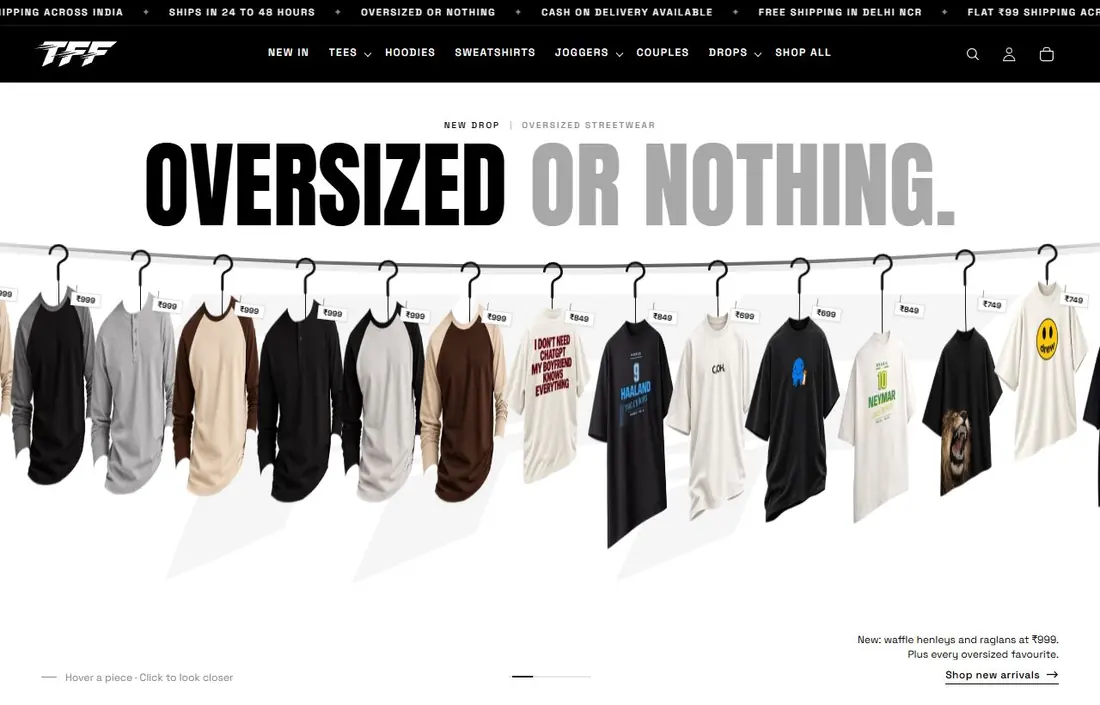 IPPING ACROSS INDIA ✦ SHIPS IN 24 TO 48 HOURS ✦ OVERSIZED OR NOTHING ✦ CASH ON DELIVERY AVAILABLE ✦ FREE SHIPPING IN DELHI NCR ✦ FLAT ₹99 SHIPPING ACR
TFF
NEW IN TEES HOODIES SWEATSHIRTS JOGGERS COUPLES DROPS SHOP ALL
NEW DROP | OVERSIZED STREETWEAR
OVERSIZED OR NOTHING.
₹999 ₹999 ₹999 ₹999 ₹999 ₹999 ₹849 ₹849 ₹699 ₹699 ₹849 ₹749 ₹749
I DON'T NEED
CHATGPT
MY BOYFRIEND
KNOWS
EVERYTHING
9
HAALAND
COH.
10
NEYMAR
drew
New: waffle henleys and raglans at ₹999.
Plus every oversized favourite.
Hover a piece · Click to look closer
Shop new arrivals →